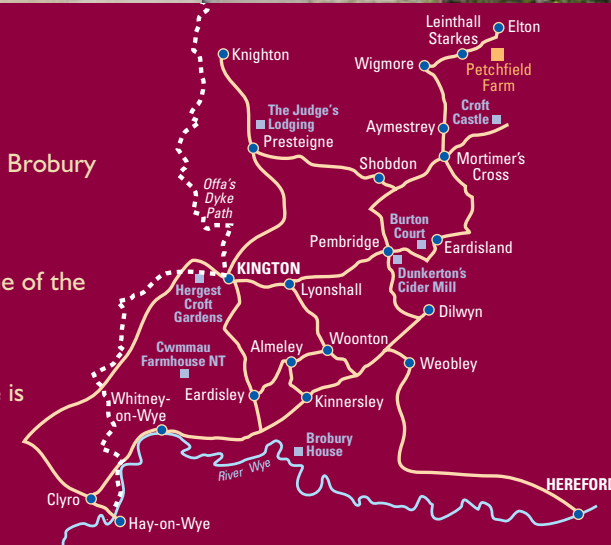 Brobury
e of the
is
Knighton
Leinthall
Starkes
Elton
Wigmore
Petchfield
Farm
The Judge's
Lodging
Presteigne
Croft
Castle
Aymestrey
Shobdon
Mortimer's
Cross
Offa's
Dyke
Path
Burton
Court
Pembridge
Eardisland
KINGTON
Dunkerton's
Cider Mill
Hergest
Croft
Gardens
Lyonshall
Dilwyn
Cwmmau
Farmhouse NT
Almeley
Woonton
Weobley
Whitney-
on-Wye
Eardisley
Kinnersley
Brobury
House
River Wye
HEREFORD
Clyro
Hay-on-Wye